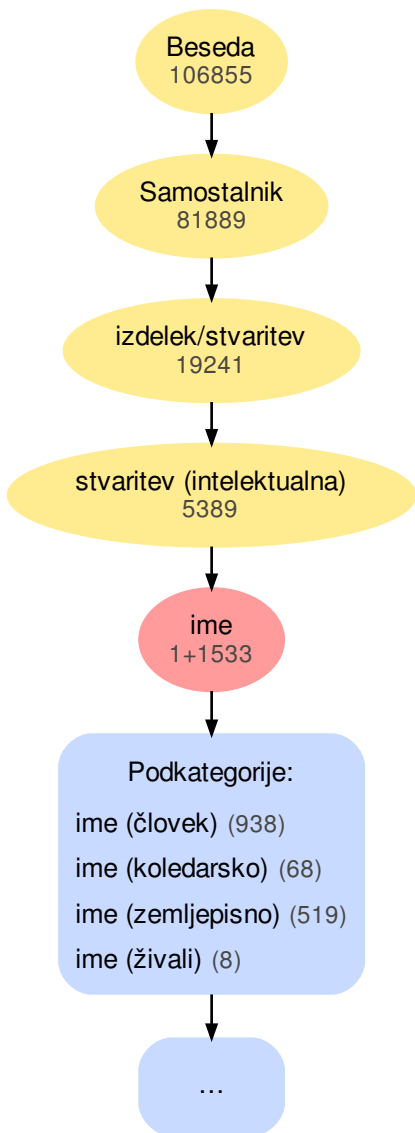 Beseda
106855
Samostalnik
81889
izdelek/stvaritev
19241
stvaritev (intelektualna)
5389
ime
1+1533
Podkategorije:
ime (človek) (938)
ime (koledarsko) (68)
ime (zemljepisno) (519)
ime (živali) (8)
...